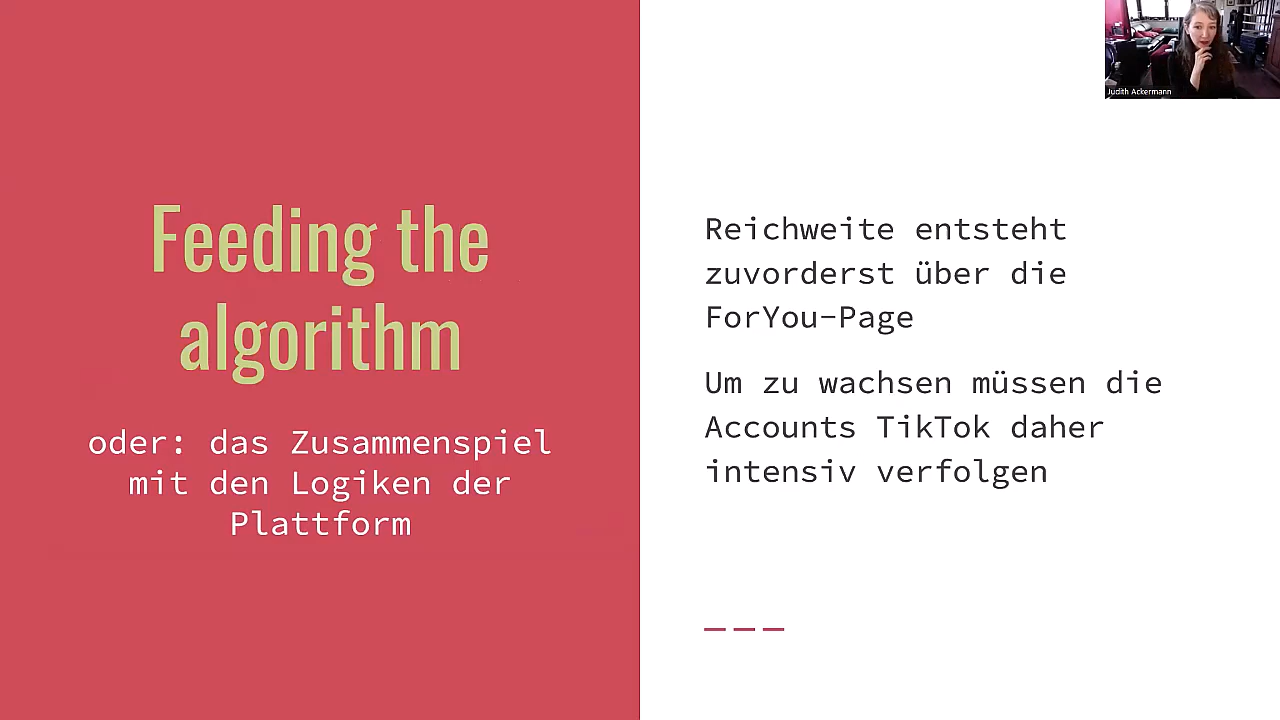 Feeding the
algorithm
oder: das Zusammenspiel
mit den Logiken der
Plattform
Reichweite entsteht
zuvorderst über die
ForYou-Page
Um zu wachsen müssen die
Accounts TikTok daher
intensiv verfolgen
Judith Ackermann